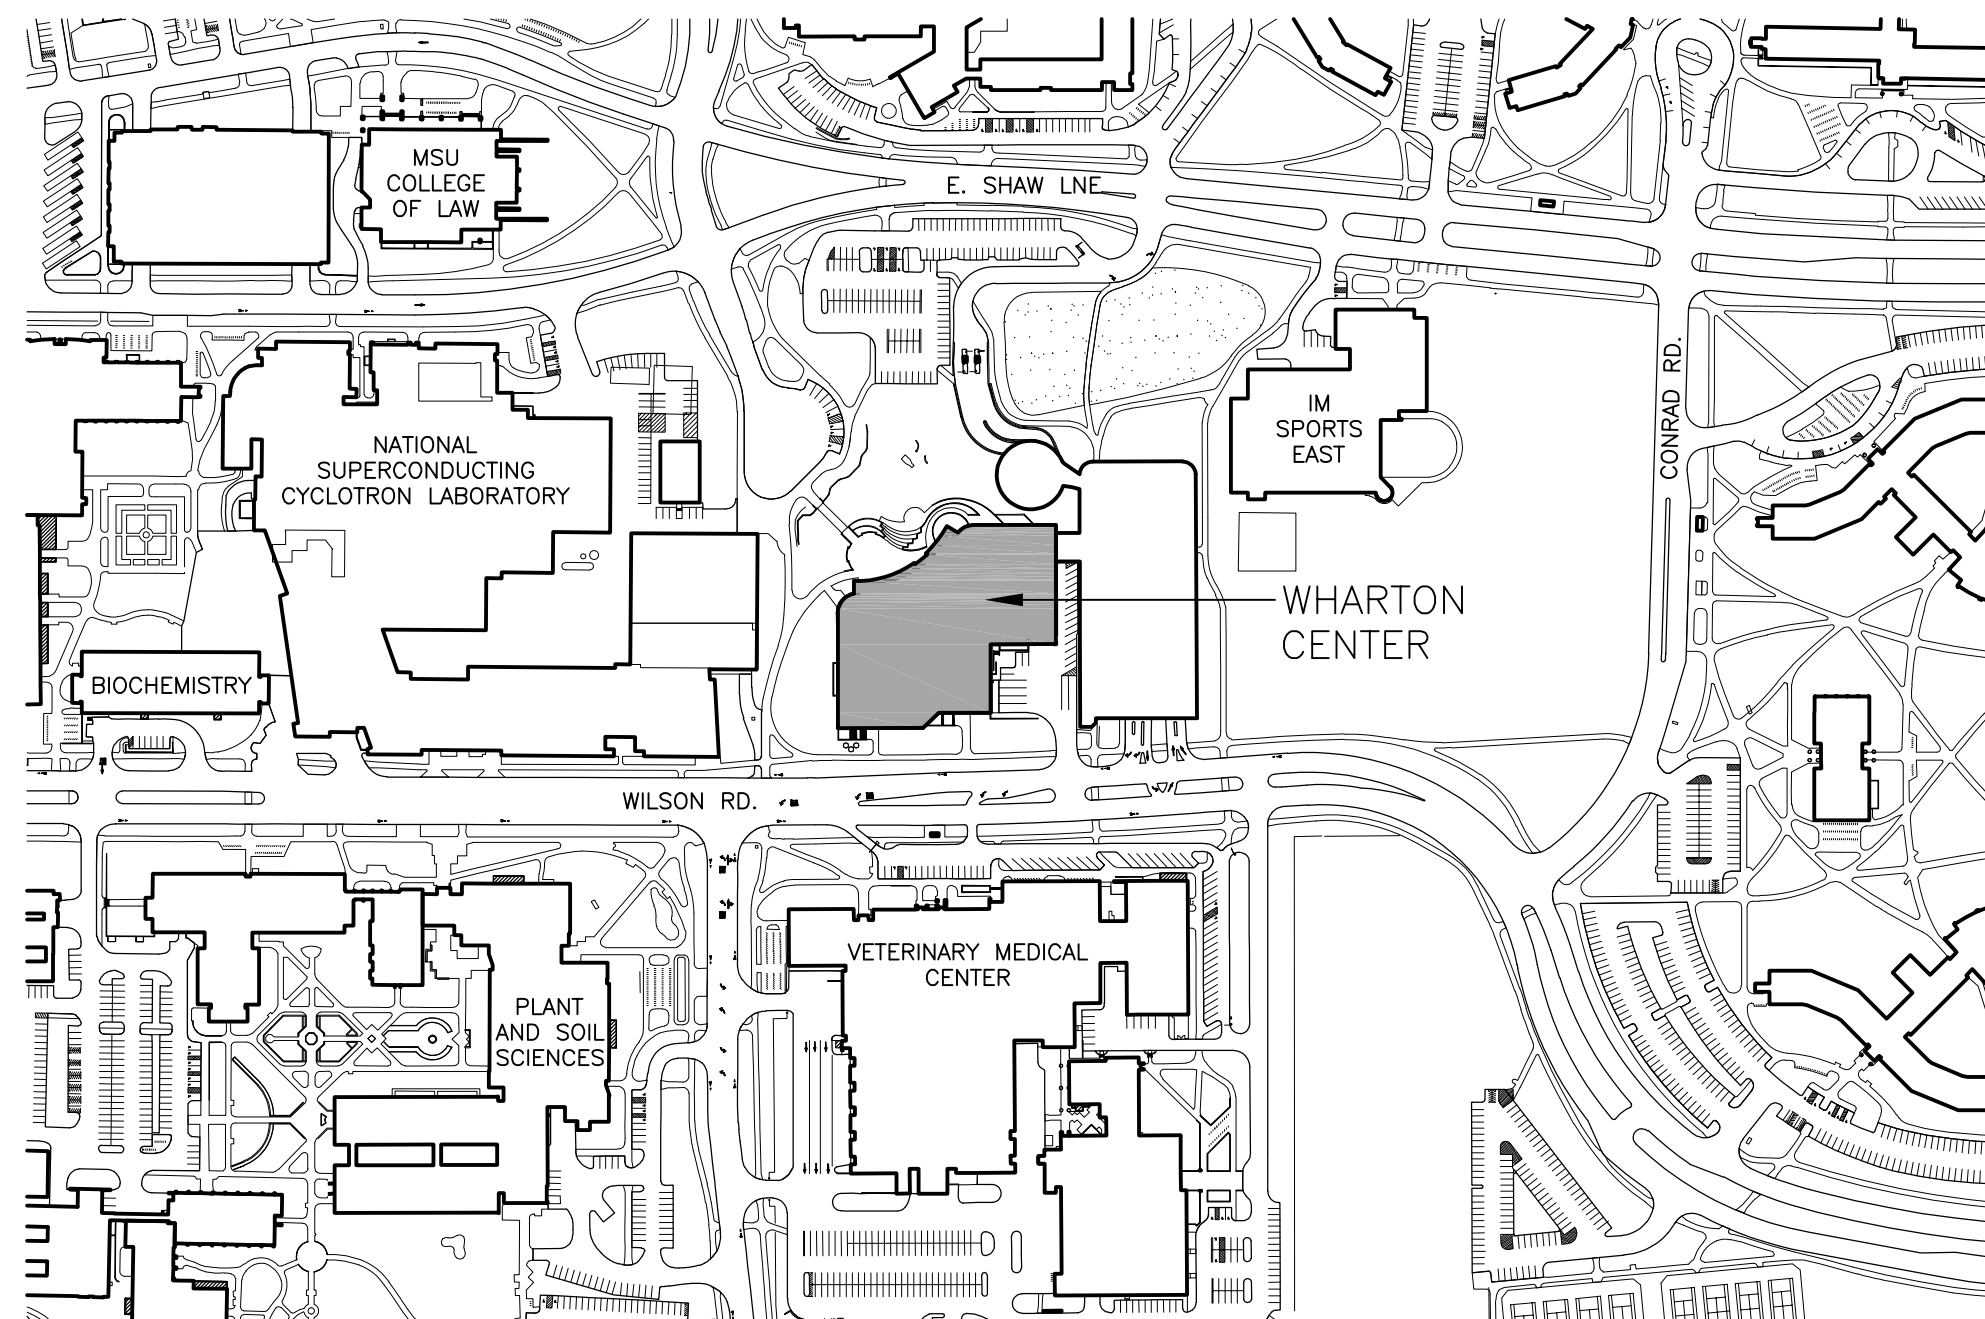 MSU
COLLEGE
OF LAW
E. SHAW LNE
CONRAD RD.
IM
SPORTS
EAST
NATIONAL
SUPERCONDUCTING
CYCLOTRON LABORATORY
WHARTON
CENTER
BIOCHEMISTRY
WILSON RD.
VETERINARY MEDICAL
CENTER
PLANT
AND SOIL
SCIENCES